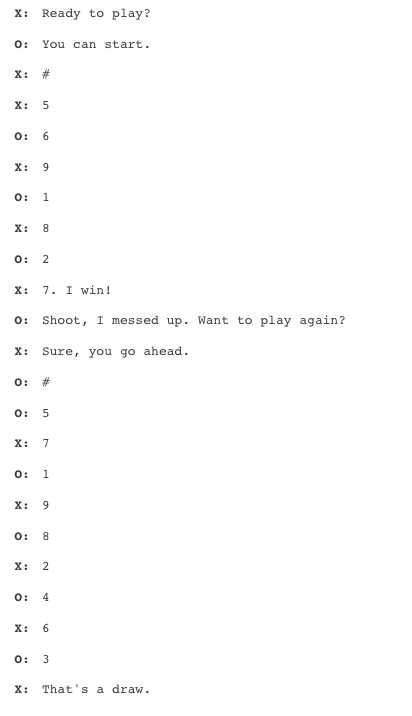 X: Ready to play?
O: You can start.
X: #
X: 5
O: 6
X: 9
O: 1
X: 8
O: 2
X: 7. I win!
O: Shoot, I messed up. Want to play again?
X: Sure, you go ahead.
O: #
O: 5
X: 7
O: 1
X: 9
O: 8
X: 2
O: 4
X: 6
O: 3
X: That's a draw.